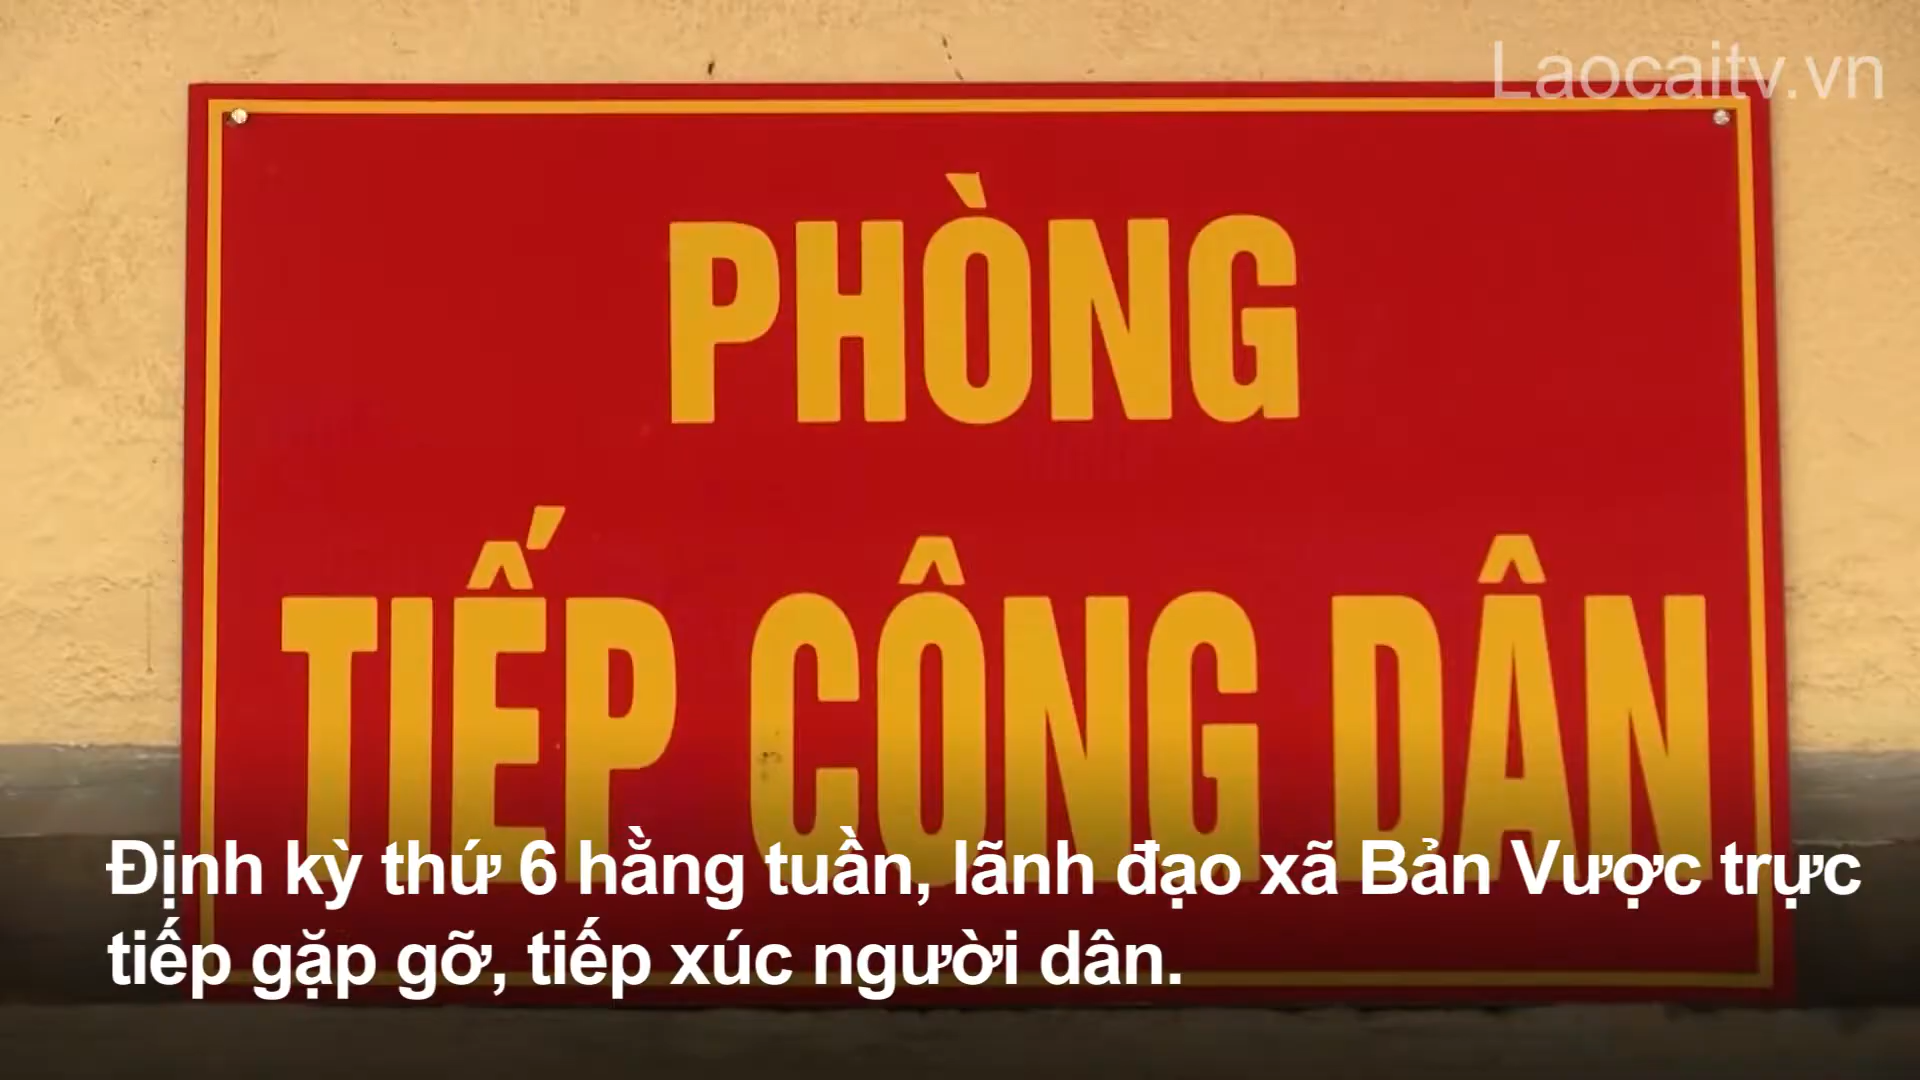 Laocaitv.vn
PHÒNG
TIẾP CÔNG DÂN
Định kỳ thứ 6 hằng tuần, lãnh đạo xã Bản Vược trực
tiếp gặp gỡ, tiếp xúc người dân.